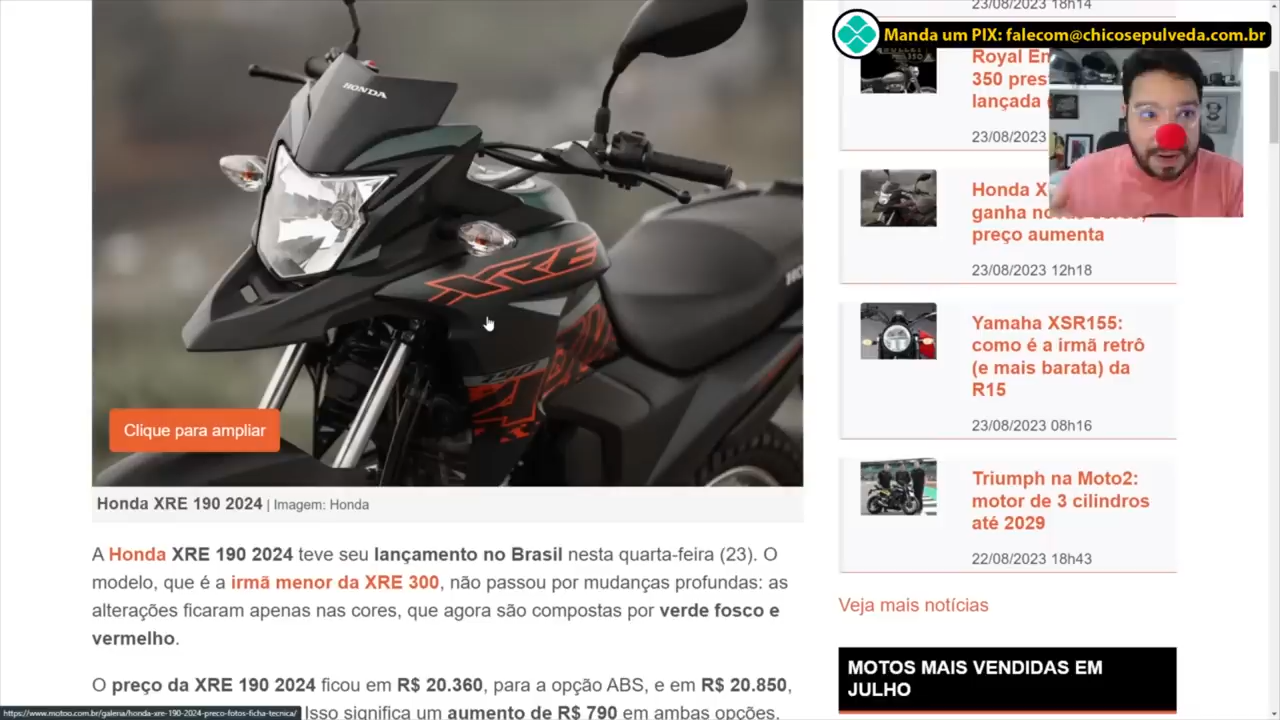 23/08/2023 18h14
Manda um PIX: falecom@chicosepulveda.com.br
Royal En
350 pres
lançada
23/08/2023
HONDA
XRE
190
Honda X
ganha
preço aumenta
23/08/2023 12h18
Yamaha XSR155:
como é a irmã retrô
(e mais barata) da
R15
23/08/2023 08h16
Clique para ampliar
Triumph na Moto2:
motor de 3 cilindros
até 2029
22/08/2023 18h43
Honda XRE 190 2024 | Imagem: Honda
A Honda XRE 190 2024 teve seu lançamento no Brasil nesta quarta-feira (23). O
modelo, que é a irmã menor da XRE 300, não passou por mudanças profundas: as
alterações ficaram apenas nas cores, que agora são compostas por verde fosco e
vermelho.
O preço da XRE 190 2024 ficou em R$ 20.360, para a opção ABS, e em R$ 20.850,
Isso significa um aumento de R$ 790 em ambas opções.
Veja mais notícias
MOTOS MAIS VENDIDAS EM
JULHO
https://www.motoo.com.br/galeria/honda-xre-190-2024-preco-fotos-ficha-tecnica/